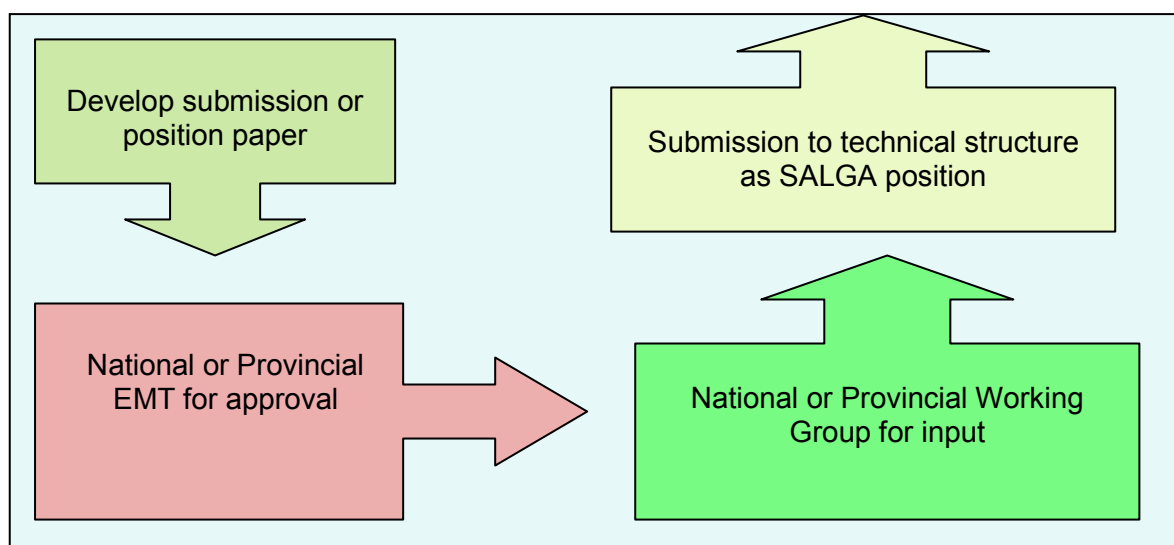 Develop submission or
position paper
National or Provincial
EMT for approval
National or Provincial Working
Group for input
Submission to technical structure
as SALGA position